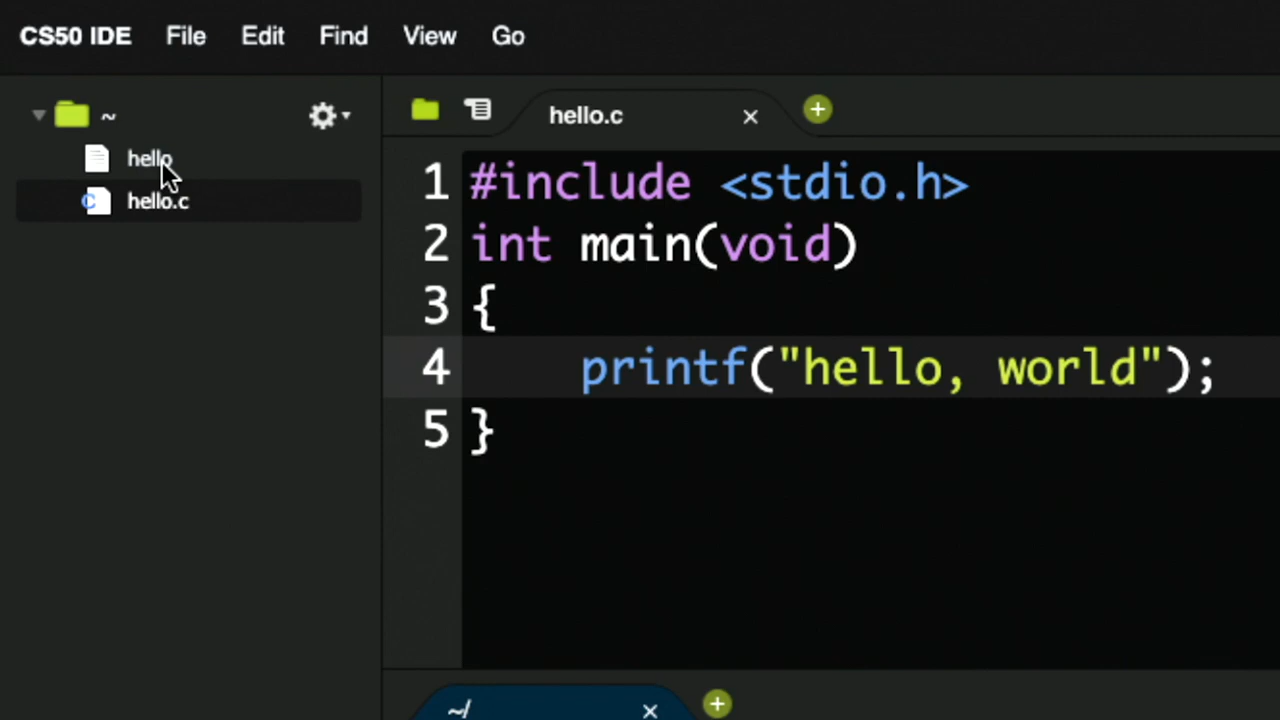 CS50 IDE File Edit Find View Go
~
hello
hello.c
hello.c
1 #include <stdio.h>
2 int main(void)
3 {
4     printf("hello, world");
5 }
~/